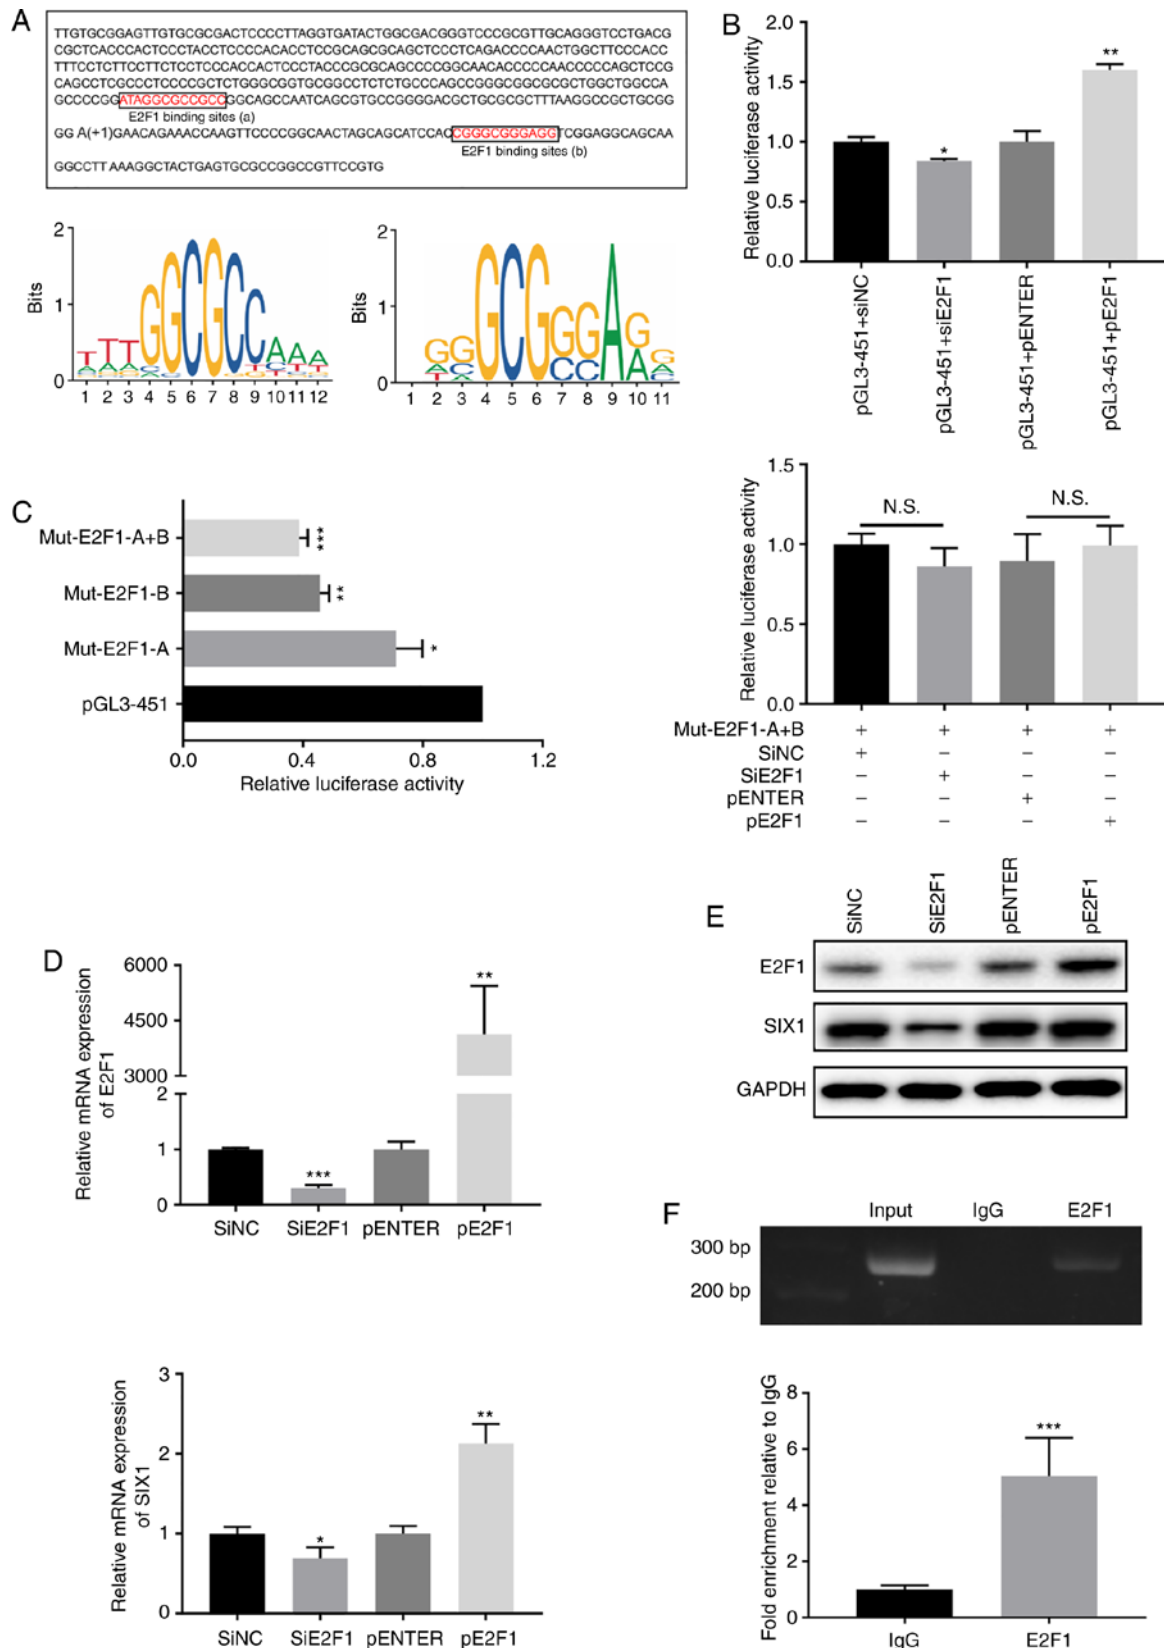 A
TTGTGCGGAGTTGTGCGCGACTCCCCTTAGGTGATACTGGCGACGGGTCCCGCGTTGCAGGGTCCTGACG
CGCTCACCCACTCCCTACCTCCCCACACCTCCGCAGCGCAGCTCCCTCAGACCCCAACTGGCTTCCCACC
TTTCCTCTTCCTTCTCCTCCCACCACTCCCTACCCGCGCAGCCCCGGCAACACCCCCAACCCCCAGCTCCG
CAGCCTCGCCCTCCCCGCTCTGGGCGGTGCGGCCTCTCTGCCCAGCCGGGCGGCGCGCTGGCTGGCCA
GCCCCGGATAGGCGCCGCCGGCAGCCAATCAGCGTGCCGGGGACGCTGCGCGCTTTAAGGCCGCTGCGG
E2F1 binding sites (a)
GG A(+1)GAACAGAAACCAAGTTCCCCGGCAACTAGCAGCATCCACCGGGCGGGAGGTCGGAGGCAGCAA
E2F1 binding sites (b)
GGCCTTAAAGGCTACTGAGTGCGCCGGCCGTTCCGTG
Bits
2
1
0
1 2 3 4 5 6 7 8 9 10 11 12
Bits
2
1
0
1 2 3 4 5 6 7 8 9 10 11
B
Relative luciferase activity
2.0
1.5
1.0
0.5
0.0
*
**
pGL3-451+siNC
pGL3-451+siE2F1
pGL3-451+pENTER
pGL3-451+pE2F1
Relative luciferase activity
1.5
1.0
0.5
0.0
N.S.
N.S.
Mut-E2F1-A+B + + + +
SiNC + – – –
SiE2F1 – + – –
pENTER – – + –
pE2F1 – – – +
C
Mut-E2F1-A+B
***
Mut-E2F1-B
**
Mut-E2F1-A
*
pGL3-451
0.0 0.4 0.8 1.2
Relative luciferase activity
D
Relative mRNA expression
of E2F1
6000
4500
3000
2
1
0
***
**
SiNC SiE2F1 pENTER pE2F1
Relative mRNA expression
of SIX1
3
2
1
0
*
**
SiNC SiE2F1 pENTER pE2F1
E
SiNC
SiE2F1
pENTER
pE2F1
E2F1
SIX1
GAPDH
F
Input IgG E2F1
300 bp
200 bp
Fold enrichment relative to IgG
8
6
4
2
0
***
IgG E2F1